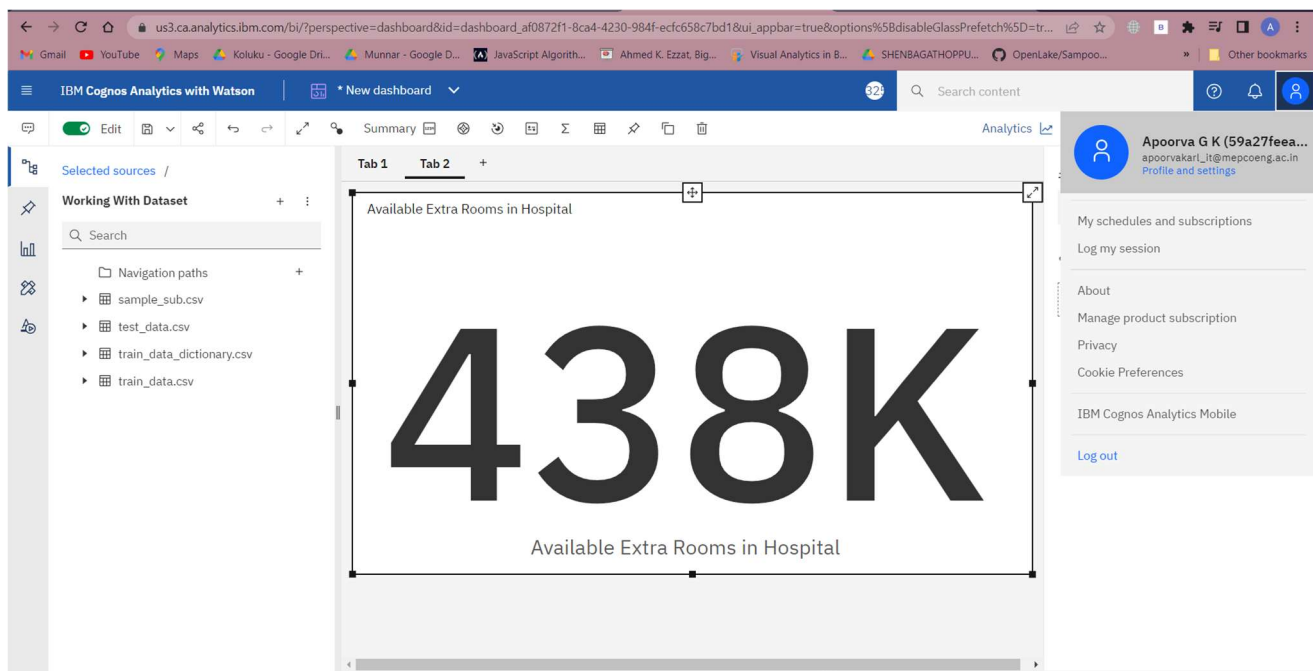 us3.ca.analytics.ibm.com/bi/?perspective=dashboard&id=dashboard_af0872f1-8ca4-4230-984f-ecfc658c7bd1&ui_appbar=true&options%5BdisableGlassPrefetch%5D=tr...
Gmail YouTube Maps Koluku - Google Dri... Munnar - Google D... JavaScript Algorith... Ahmed K. Ezzat, Big... Visual Analytics in B... SHENBAGATHOPPU... OpenLake/Sampoo... » Other bookmarks
IBM Cognos Analytics with Watson * New dashboard Search content
Edit Summary Analytics
Apoorva G K (59a27feea...
apoorvakarl_it@mepcoeng.ac.in
Profile and settings
Selected sources / Tab 1 Tab 2 +
Working With Dataset + 
Search
Navigation paths +
sample_sub.csv
test_data.csv
train_data_dictionary.csv
train_data.csv
Available Extra Rooms in Hospital
438K
Available Extra Rooms in Hospital
My schedules and subscriptions
Log my session
About
Manage product subscription
Privacy
Cookie Preferences
IBM Cognos Analytics Mobile
Log out